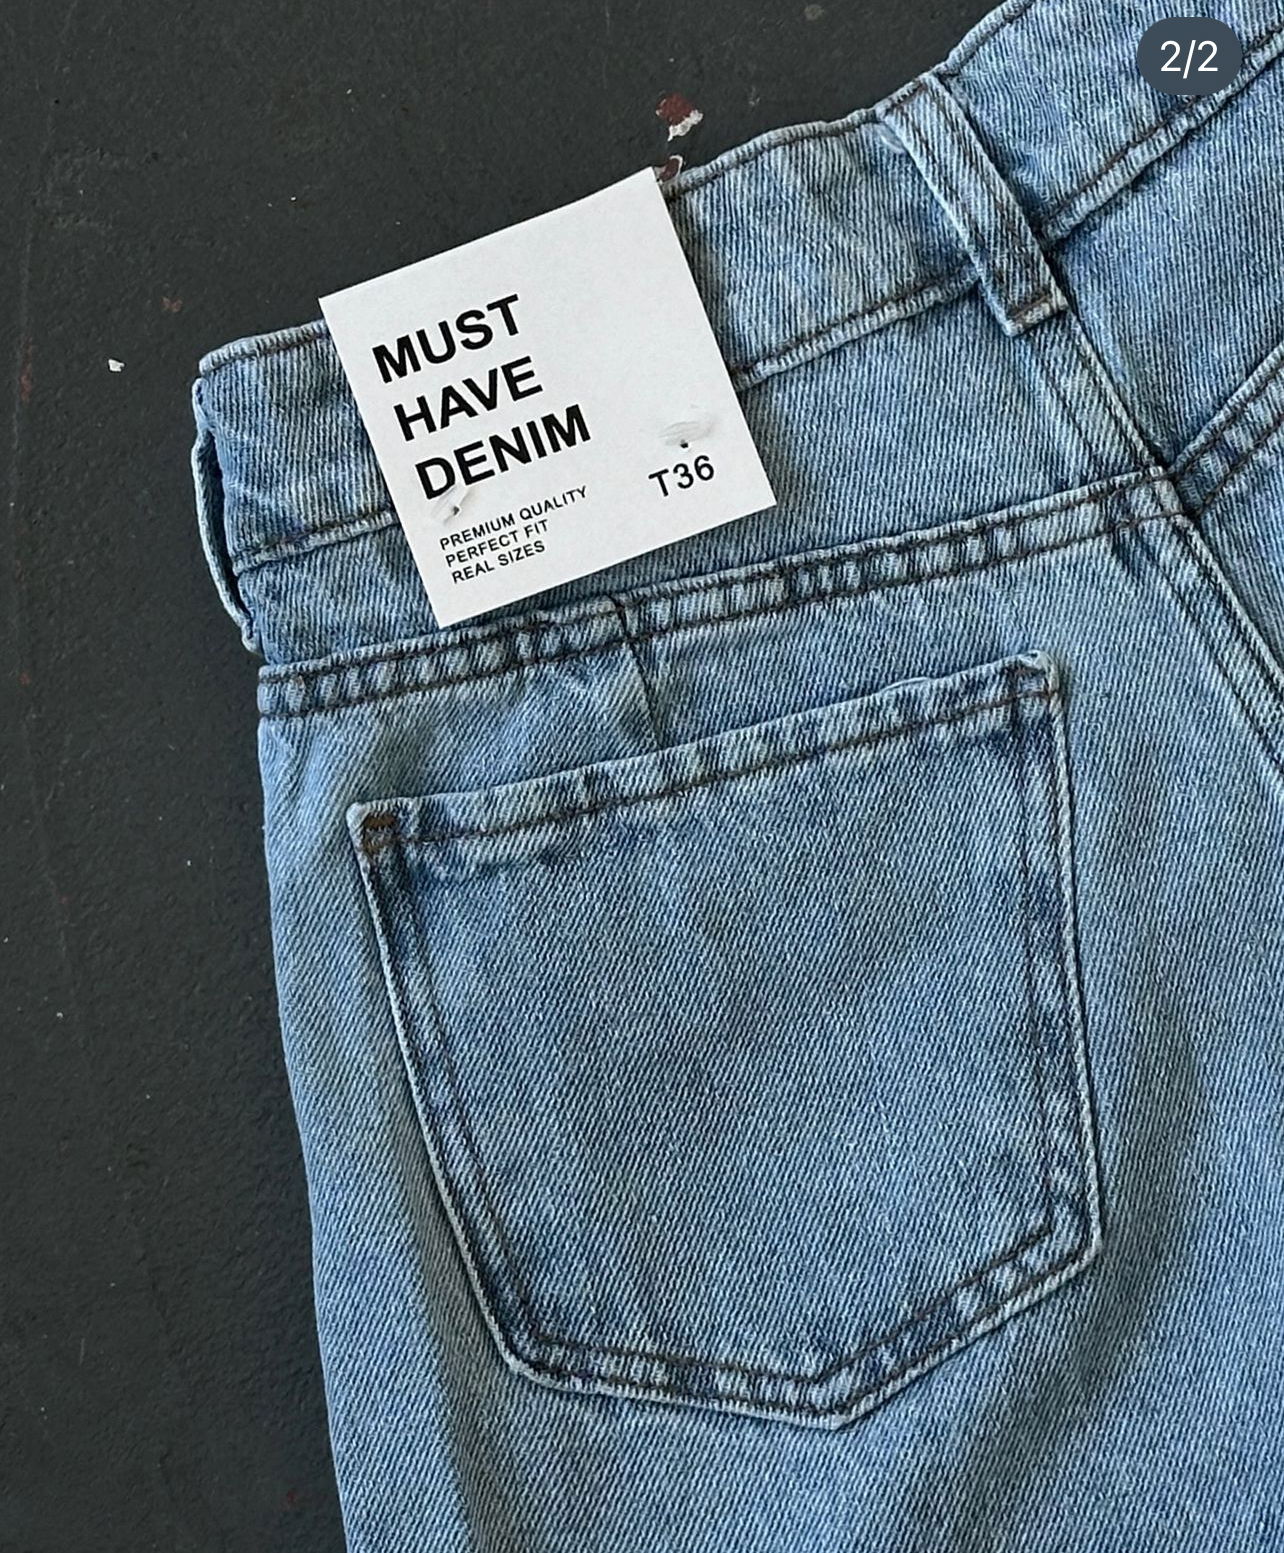 2/2
MUST
HAVE
DENIM
PREMIUM QUALITY
PERFECT FIT
REAL SIZES
T36